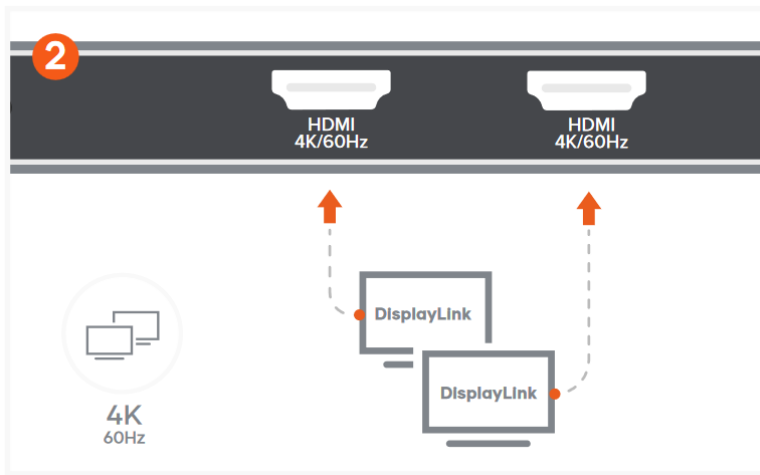 2
HDMI
4K/60Hz
HDMI
4K/60Hz
DisplayLink
DisplayLink
4K
60Hz